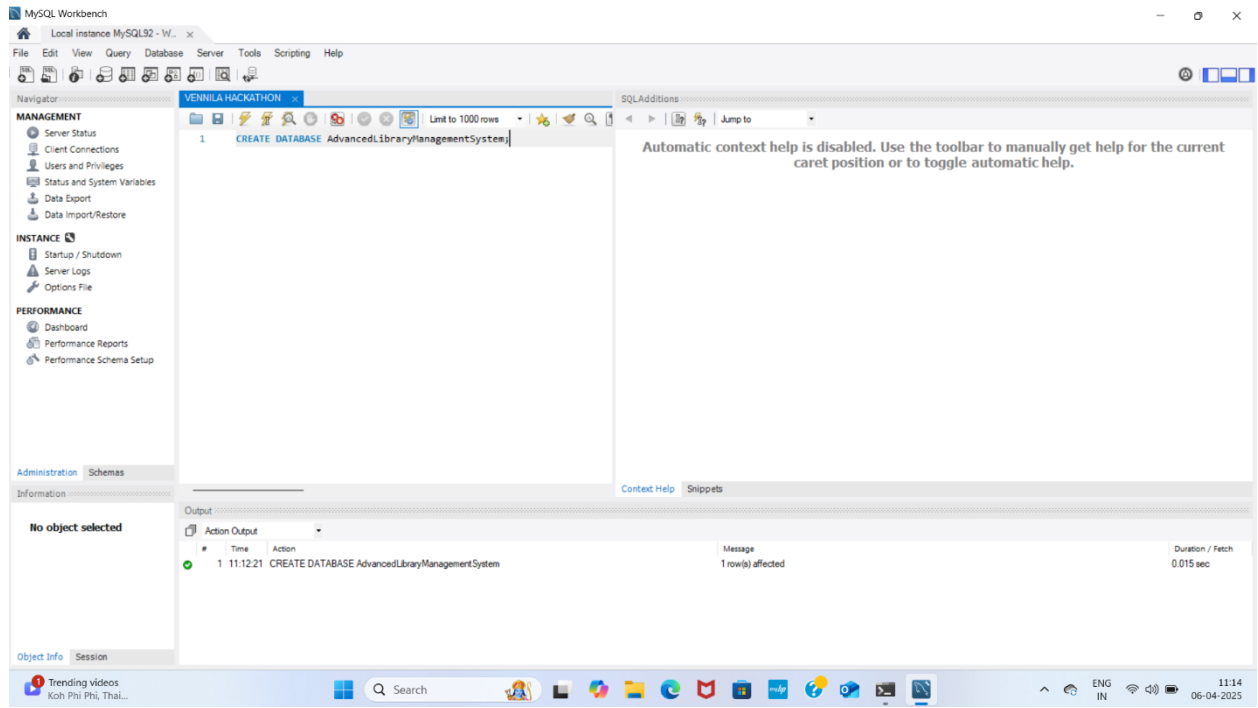 MySQL Workbench
Local instance MySQL92 - W...
File Edit View Query Database Server Tools Scripting Help
Navigator
MANAGEMENT
Server Status
Client Connections
Users and Privileges
Status and System Variables
Data Export
Data Import/Restore
INSTANCE
Startup / Shutdown
Server Logs
Options File
PERFORMANCE
Dashboard
Performance Reports
Performance Schema Setup
Administration Schemas
Information
No object selected
Object Info Session
VENNILA HACKATHON
Limit to 1000 rows
1 CREATE DATABASE AdvancedLibraryManagementSystem;
SQLAdditions
Jump to
Automatic context help is disabled. Use the toolbar to manually get help for the current
caret position or to toggle automatic help.
Context Help Snippets
Output
Action Output
# Time Action Message Duration / Fetch
1 11:12:21 CREATE DATABASE AdvancedLibraryManagementSystem 1 row(s) affected 0.015 sec
1
Trending videos
Koh Phi Phi, Thai...
Search
ENG
IN
11:14
06-04-2025